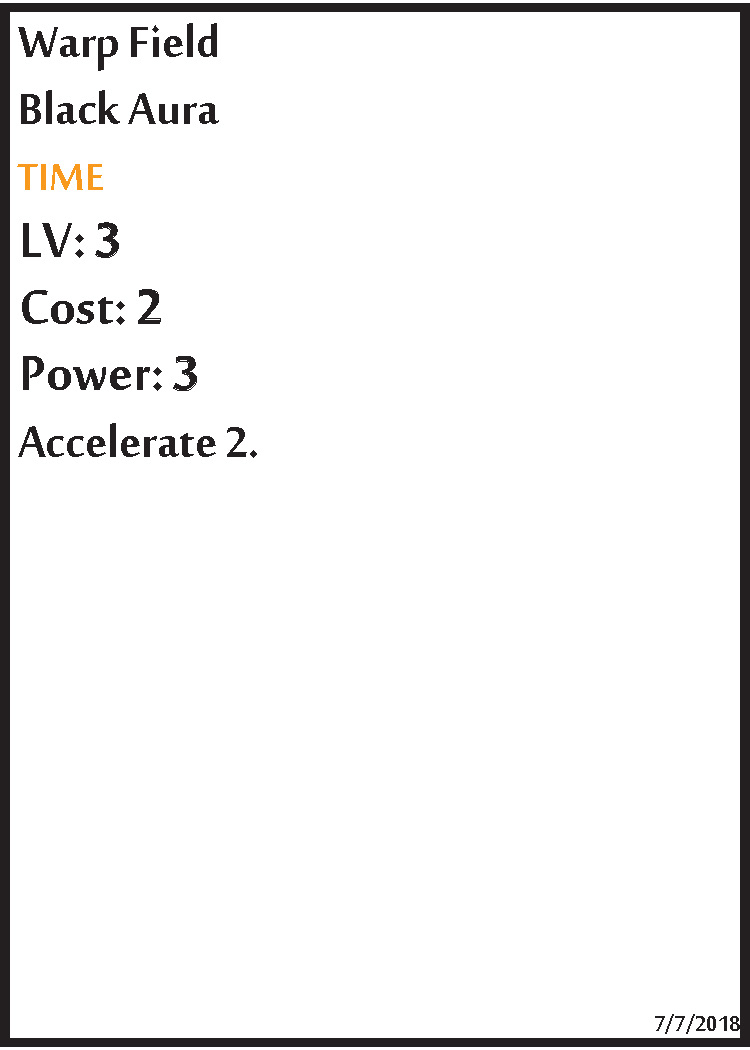 Warp Field
Black Aura
TIME
LV: 3
Cost: 2
Power: 3
Accelerate 2.
7/7/2018